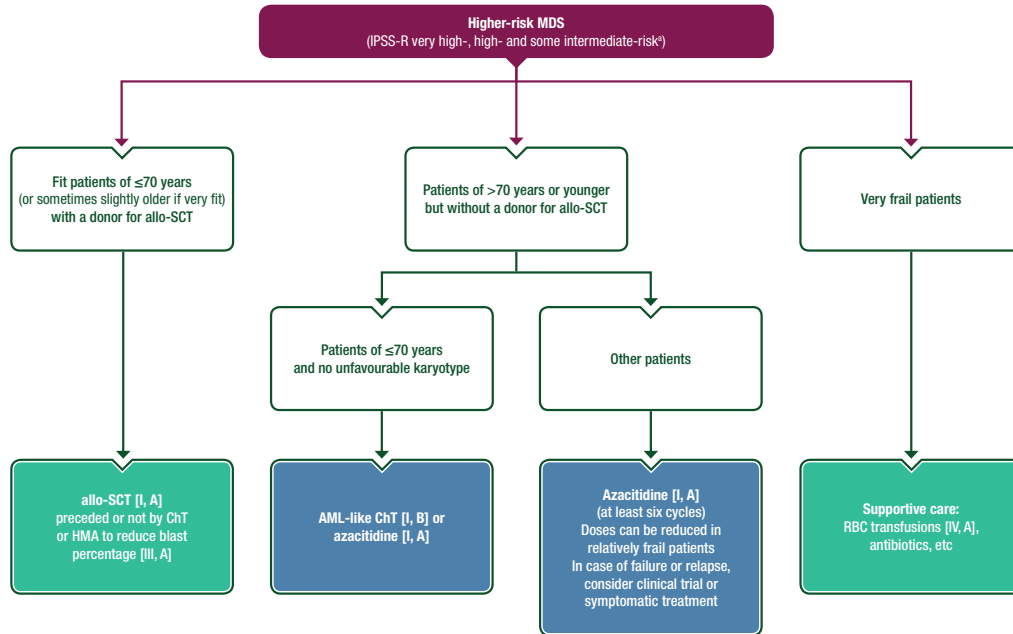 Higher-risk MDS
(IPSS-R very high-, high- and some intermediate-riskª)
Fit patients of ≤70 years
(or sometimes slightly older if very fit)
with a donor for allo-SCT
Patients of >70 years or younger
but without a donor for allo-SCT
Very frail patients
Patients of ≤70 years
and no unfavourable karyotype
Other patients
allo-SCT [I, A]
preceded or not by ChT
or HMA to reduce blast
percentage [III, A]
AML-like ChT [I, B] or
azacitidine [I, A]
Azacitidine [I, A]
(at least six cycles)
Doses can be reduced in
relatively frail patients
In case of failure or relapse,
consider clinical trial or
symptomatic treatment
Supportive care:
RBC transfusions [IV, A],
antibiotics, etc